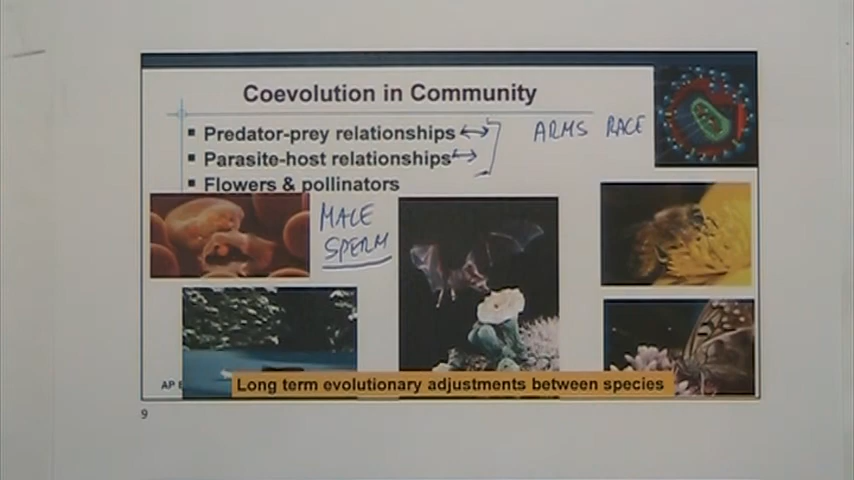 Coevolution in Community
▪ Predator-prey relationships
▪ Parasite-host relationships
▪ Flowers & pollinators
ARMS RACE
MALE
SPERM
AP
Long term evolutionary adjustments between species
9